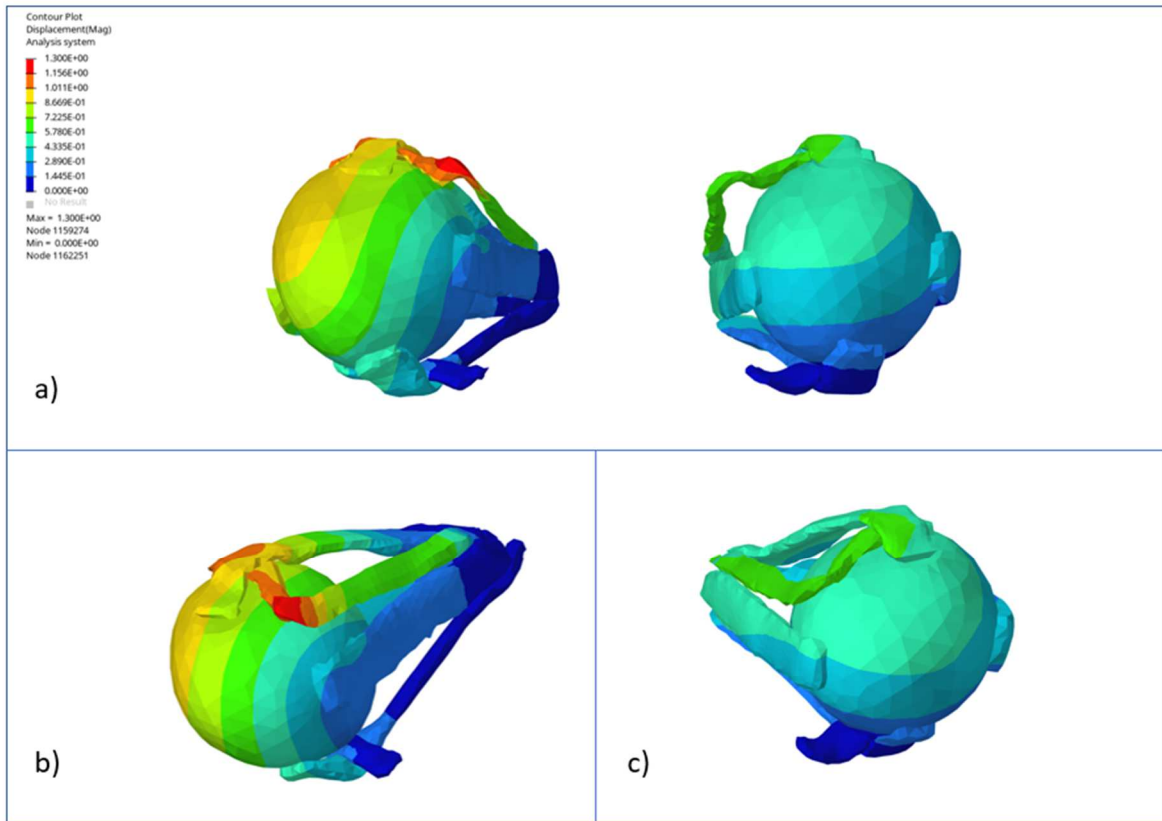 Contour Plot
Displacement(Mag)
Analysis system
1.300E+00
1.156E+00
1.011E+00
8.669E-01
7.225E-01
5.780E-01
4.335E-01
2.890E-01
1.445E-01
0.000E+00
No Result
Max = 1.300E+00
Node 1159274
Min = 0.000E+00
Node 1162251
a)
b)
c)